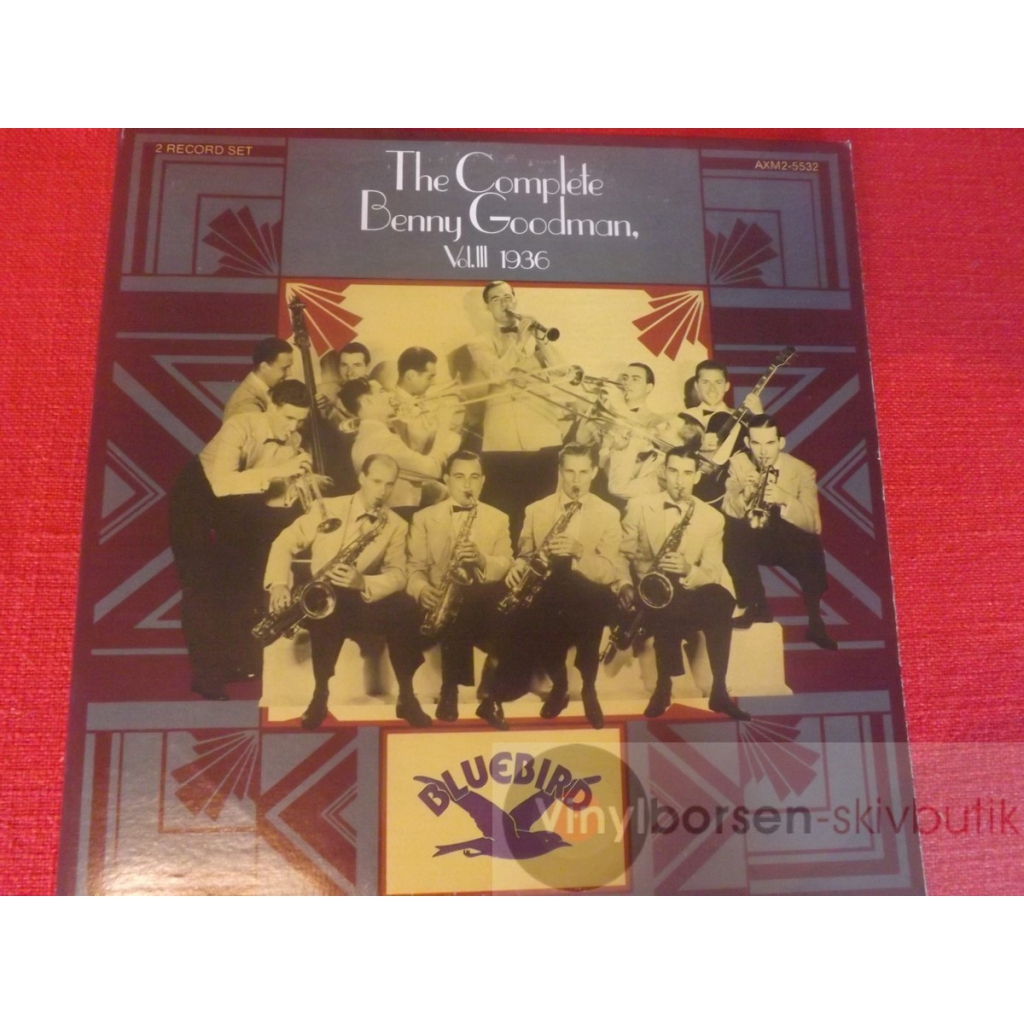 2 RECORD SET
AXM2-5532
The Complete
Benny Goodman,
Vol.III 1936
BLUEBIRD
Vinylborsen-skivbutik